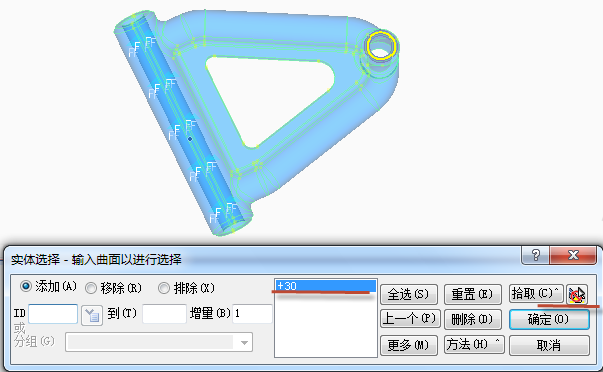 F F
F F
F F
F F
F F
实体选择 - 输入曲面以进行选择
添加(A) 移除(R) 排除(X)
+30
全选(S) 重置(E) 拾取(C)^
ID 到(T) 增量(B) 1
上一个(P) 删除(D) 确定(O)
或
分组(G)
更多(M) 方法(H)^ 取消